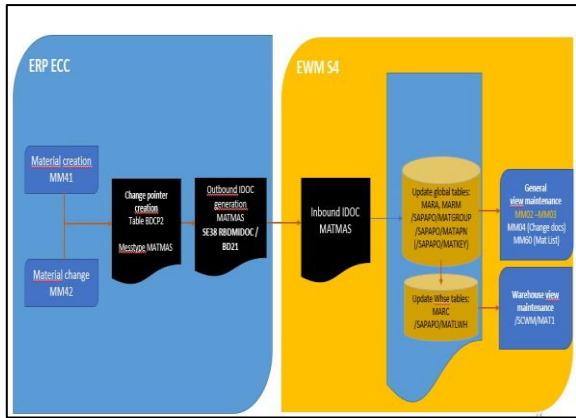 ERP ECC
EWM S4
Material creation
MM41
Material change
MM42
Change pointer
creation
Table BDCP2
Messtype MATMAS
Outbound IDOC
generation
MATMAS
SE38 RBDMIDOC /
BD21
Inbound IDOC
MATMAS
Update global tables:
MARA, MARM
/SAPAPO/MATGROUP
/SAPAPO/MATAPN
(/SAPAPO/MATKEY)
Update Whse tables:
MARC
/SAPAPO/MATLWH
General
view maintenance
MM02 –MM03
MM04 (Change docs)
MM60 (Mat List)
Warehouse view
maintenance
/SCWM/MAT1